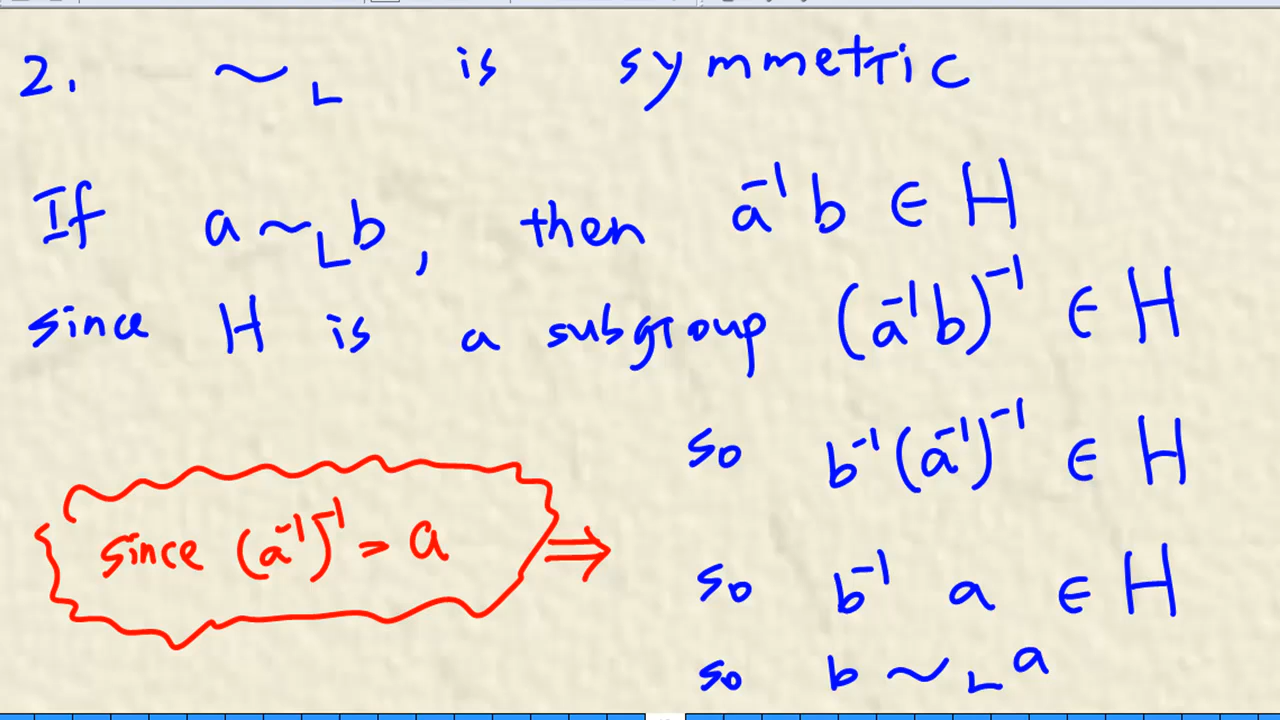 2. ~L is symmetric
If a ~L b, then a⁻¹b ∈ H
since H is a subgroup (a⁻¹b)⁻¹ ∈ H
so b⁻¹(a⁻¹)⁻¹ ∈ H
since (a⁻¹)⁻¹ = a ⇒
so b⁻¹ a ∈ H
so b ~L a